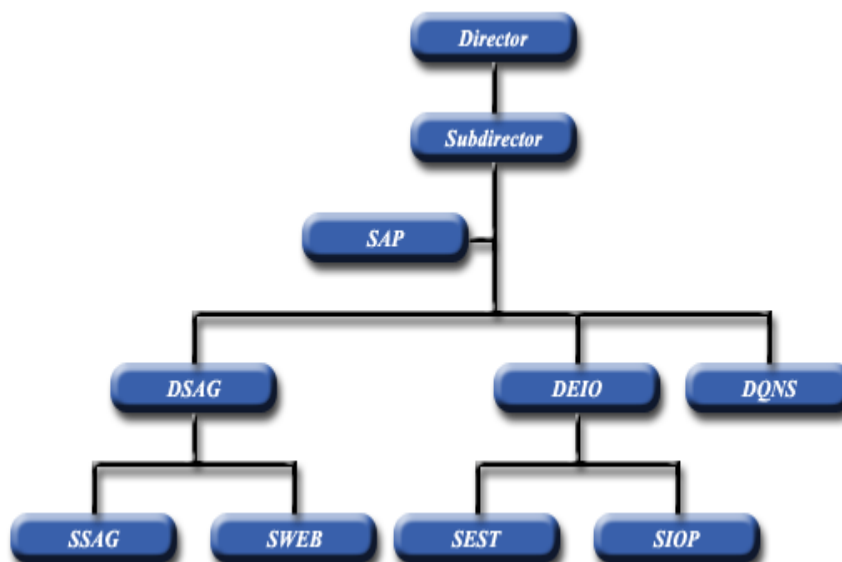 Director
Subdirector
SAP
DSAG
DEIO
DQNS
SSAG
SWEB
SEST
SIOP